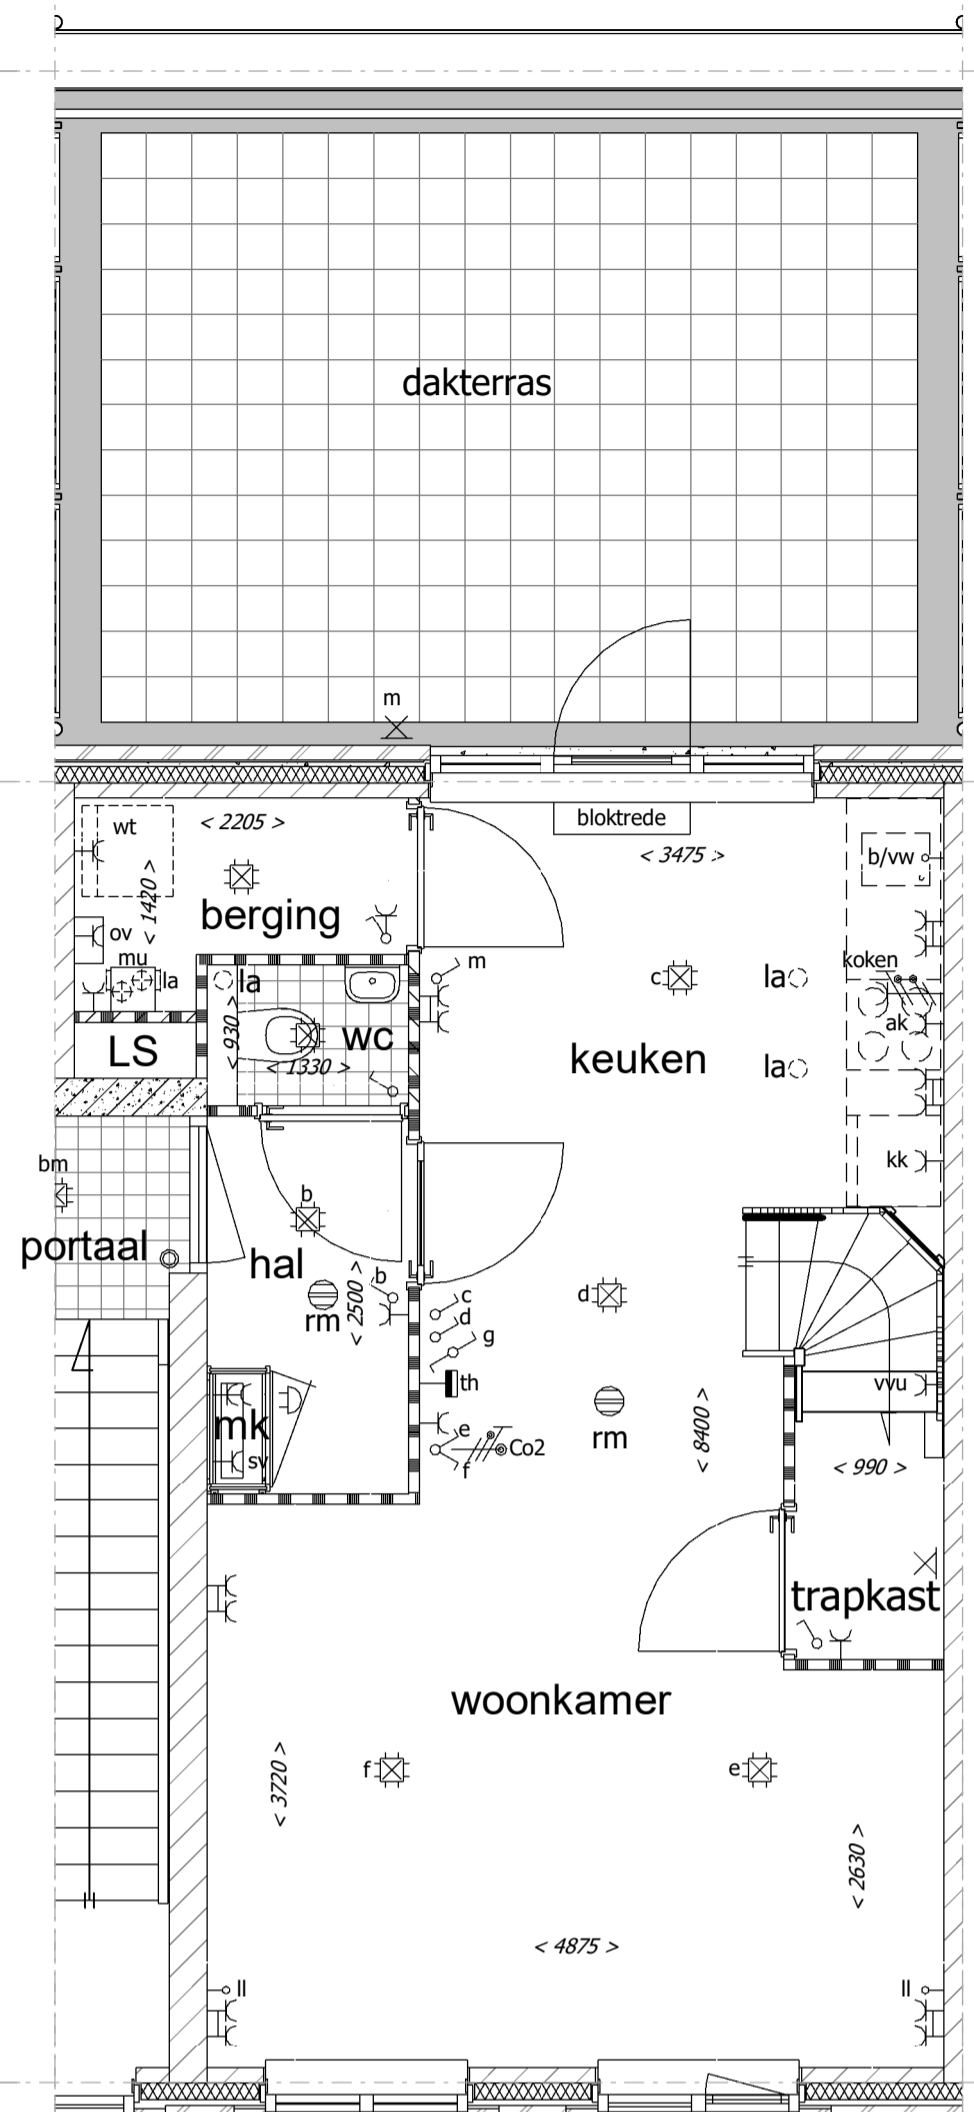 dakterras
m
bloktrede
wt
< 2205 >
< 3475 >
b/vw
< 1420 >
berging
ov
mu
la
la
m
c
la
koken
ak
< 930 >
wc
LS
< 1330 >
keuken
la
bm
kk
b
portaal
hal
b
rm
< 2500 >
c
d
g
d
th
vvu
mk
sv
e
f
Co2
rm
< 8400 >
< 990 >
trapkast
woonkamer
f
e
< 3720 >
< 2630 >
< 4875 >
ll
ll